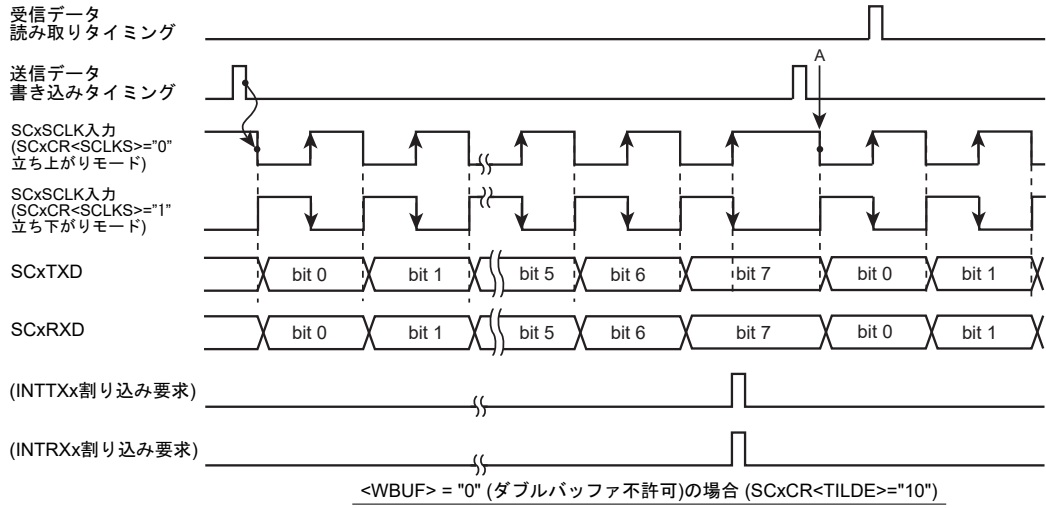 受信データ
読み取りタイミング
送信データ
書き込みタイミング
A
SCxSCLK入力
(SCxCR<SCLKS>="0"
立ち上がりモード)
SCxSCLK入力
(SCxCR<SCLKS>="1"
立ち下がりモード)
SCxTXD
bit 0 bit 1 bit 5 bit 6 bit 7 bit 0 bit 1
SCxRXD
bit 0 bit 1 bit 5 bit 6 bit 7 bit 0 bit 1
(INTTXx割り込み要求)
(INTRXx割り込み要求)
<WBUF> = "0" (ダブルバッファ不許可)の場合 (SCxCR<TILDE>="10")